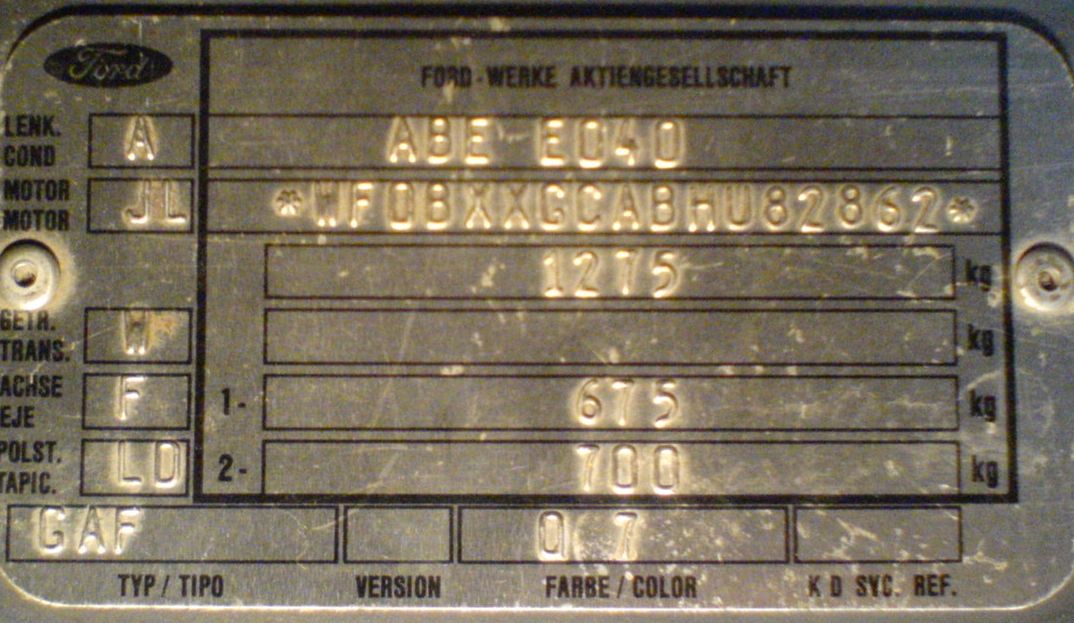 Ford
FORD-WERKE AKTIENGESELLSCHAFT
LENK.
COND
A
ABE E040
MOTOR
MOTOR
JL
*WF0BXXGCABHU82862*
1275 kg
GETR.
TRANS.
W
kg
ACHSE
EJE
F
1- 675 kg
POLST.
TAPIC.
LD
2- 700 kg
GAF
0 7
TYP / TIPO VERSION FARBE / COLOR K D SVC. REF.